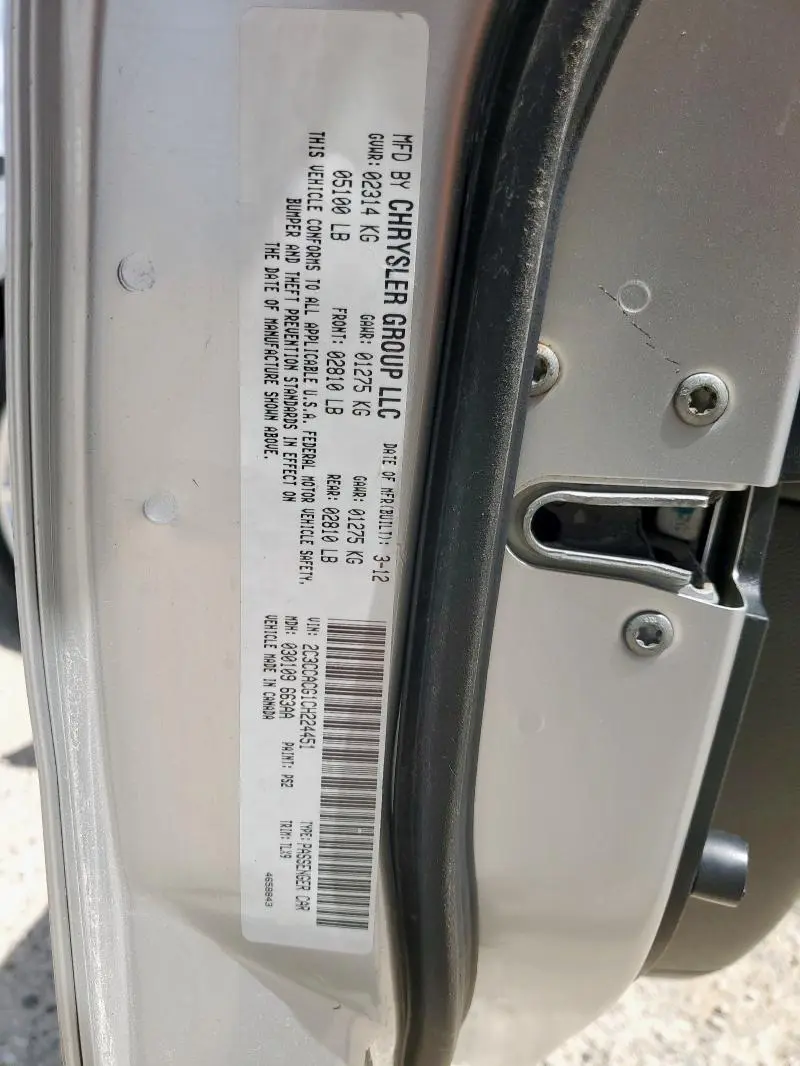 MFD BY CHRYSLER GROUP LLC
DATE OF MFR(BUILT): 3-12
GVWR: 02314 KG
GAWR: 01275 KG
GAWR: 01275 KG
05100 LB
FRONT: 02810 LB
REAR: 02810 LB
THIS VEHICLE CONFORMS TO ALL APPLICABLE U.S.A. FEDERAL MOTOR VEHICLE SAFETY,
BUMPER AND THEFT PREVENTION STANDARDS IN EFFECT ON
THE DATE OF MANUFACTURE SHOWN ABOVE.
VIN: 2C3CCACG1CH224451
TYPE: PASSENGER CAR
MDH: 030109 663AA
PAINT: PS2
TRIM: TLX9
VEHICLE MADE IN CANADA
4658843